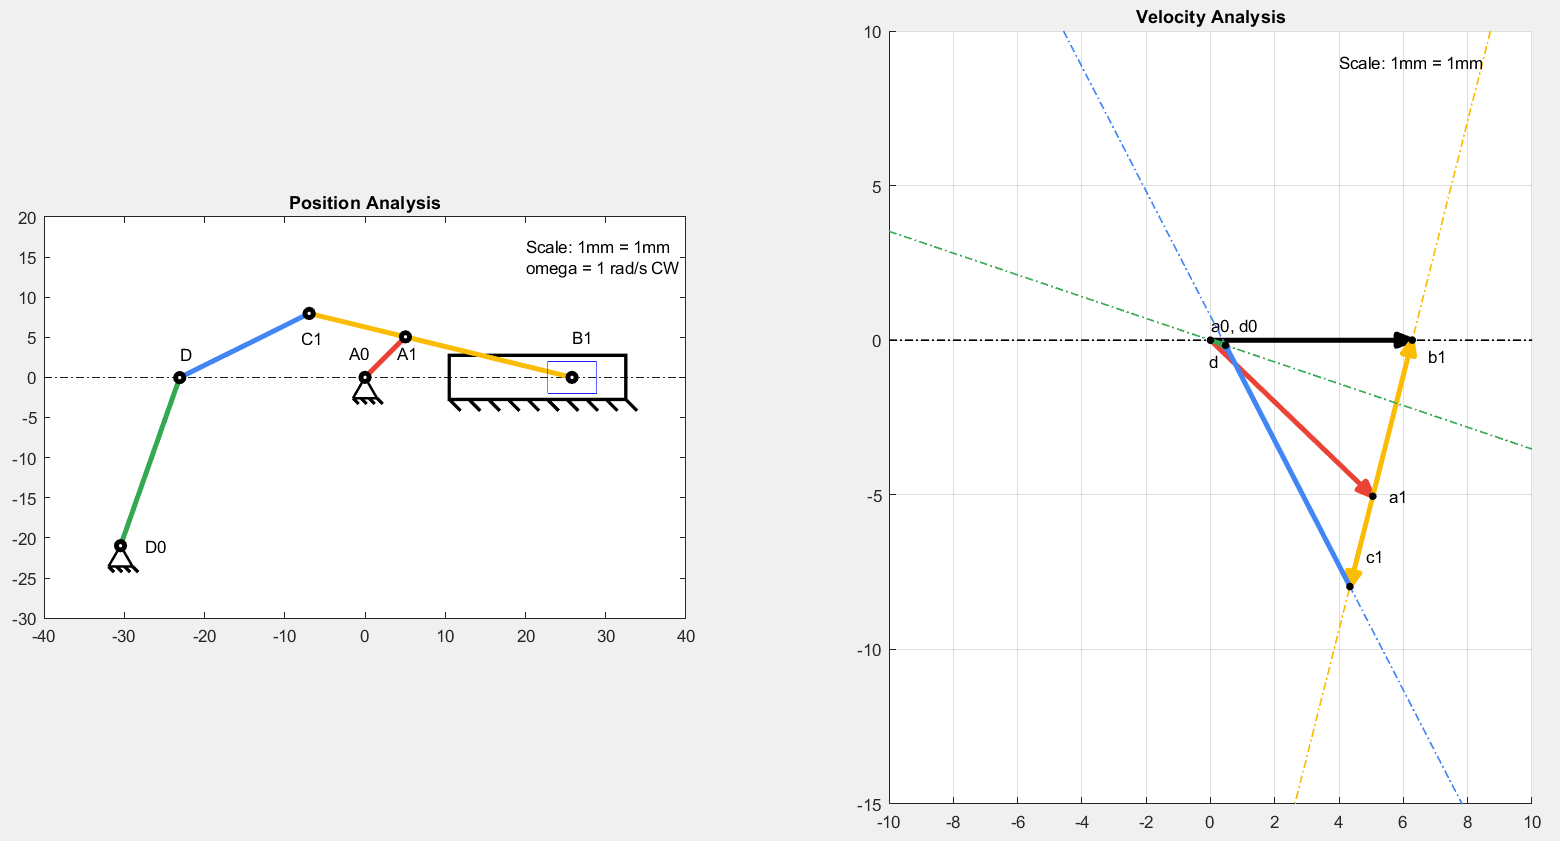 Position Analysis
20
15
10
5
0
-5
-10
-15
-20
-25
-30
-40
-30
-20
-10
0
10
20
30
40
Scale: 1mm = 1mm
omega = 1 rad/s CW
D
C1
A0
A1
B1
D0
Velocity Analysis
10
5
0
-5
-10
-15
-10
-8
-6
-4
-2
0
2
4
6
8
10
Scale: 1mm = 1mm
a0, d0
d
b1
a1
c1